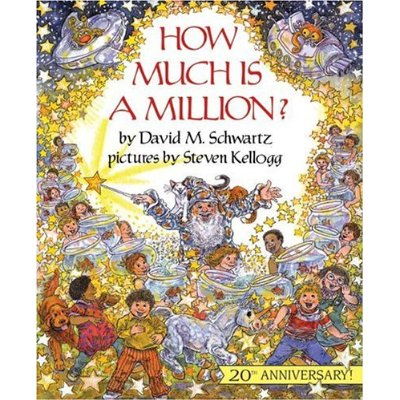 HOW
MUCH IS
A MILLION?
by David M. Schwartz
pictures by Steven Kellogg
20TH ANNIVERSARY!